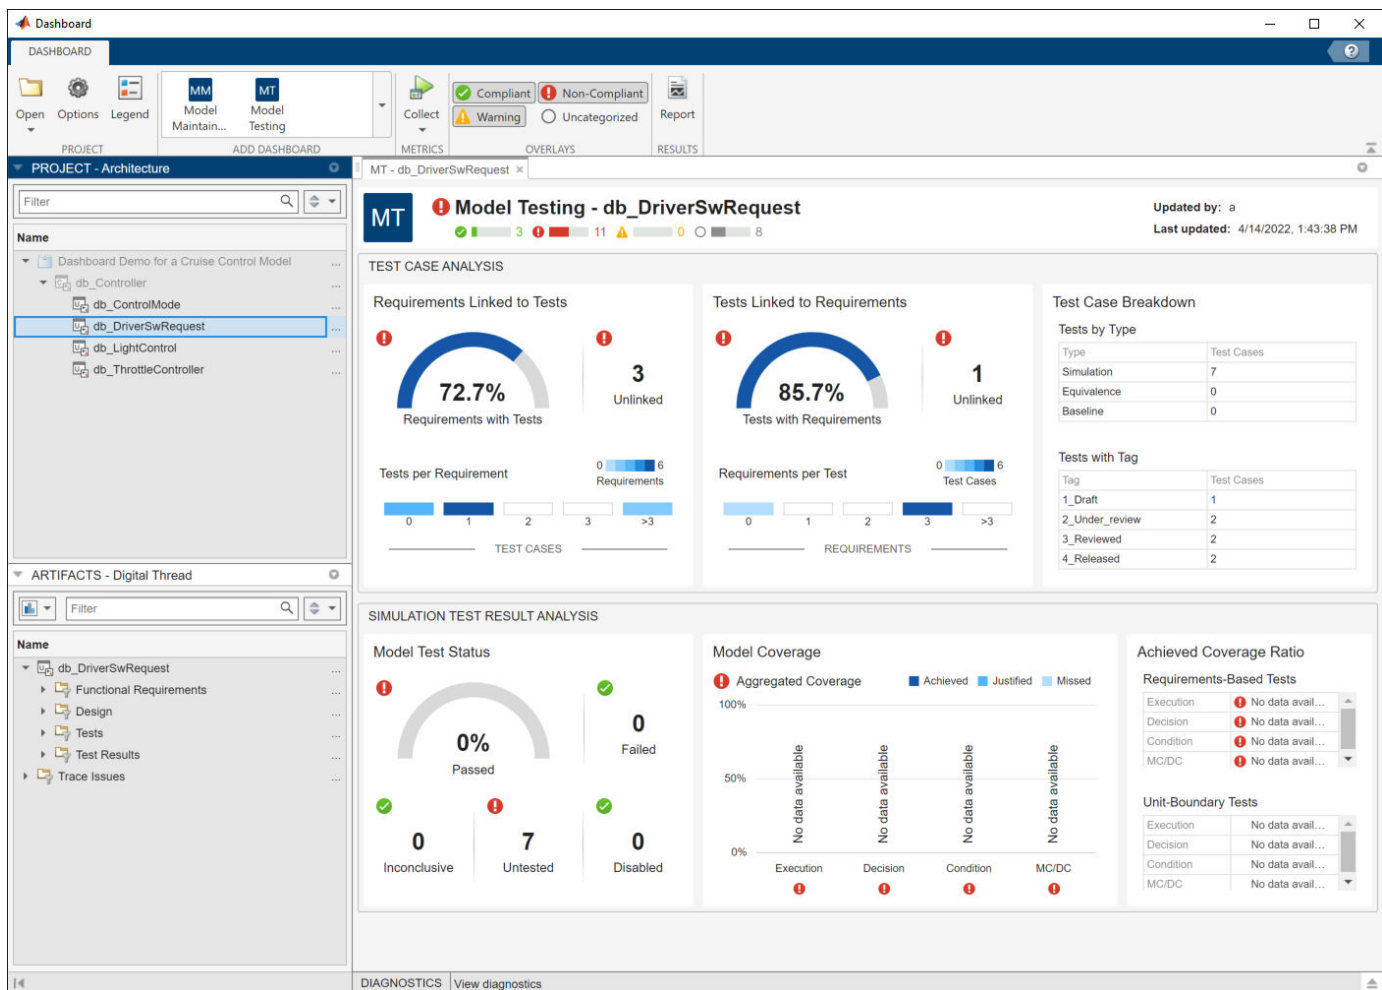 Dashboard
DASHBOARD
Open
Options
Legend
PROJECT
MM
Model
Maintain...
MT
Model
Testing
ADD DASHBOARD
Collect
METRICS
Compliant
Non-Compliant
Warning
Uncategorized
OVERLAYS
Report
RESULTS
PROJECT - Architecture
Filter
Name
Dashboard Demo for a Cruise Control Model ...
db_Controller ...
db_ControlMode ...
db_DriverSwRequest ...
db_LightControl ...
db_ThrottleController ...
ARTIFACTS - Digital Thread
Filter
Name
db_DriverSwRequest ...
Functional Requirements ...
Design ...
Tests ...
Test Results ...
Trace Issues ...
MT - db_DriverSwRequest ×
MT
Model Testing - db_DriverSwRequest
3 11 0 8
Updated by: a
Last updated: 4/14/2022, 1:43:38 PM
TEST CASE ANALYSIS
Requirements Linked to Tests
72.7%
Requirements with Tests
3
Unlinked
Tests per Requirement
0 6
Requirements
0 1 2 3 >3
TEST CASES
Tests Linked to Requirements
85.7%
Tests with Requirements
1
Unlinked
Requirements per Test
0 6
Test Cases
0 1 2 3 >3
REQUIREMENTS
Test Case Breakdown
Tests by Type
Type Test Cases
Simulation 7
Equivalence 0
Baseline 0
Tests with Tag
Tag Test Cases
1_Draft 1
2_Under_review 2
3_Reviewed 2
4_Released 2
SIMULATION TEST RESULT ANALYSIS
Model Test Status
0%
Passed
0
Failed
0
Inconclusive
7
Untested
0
Disabled
Model Coverage
Aggregated Coverage
Achieved Justified Missed
100%
50%
0%
No data available
No data available
No data available
No data available
Execution Decision Condition MC/DC
Achieved Coverage Ratio
Requirements-Based Tests
Execution No data avail...
Decision No data avail...
Condition No data avail...
MC/DC No data avail...
Unit-Boundary Tests
Execution No data avail...
Decision No data avail...
Condition No data avail...
MC/DC No data avail...
DIAGNOSTICS View diagnostics